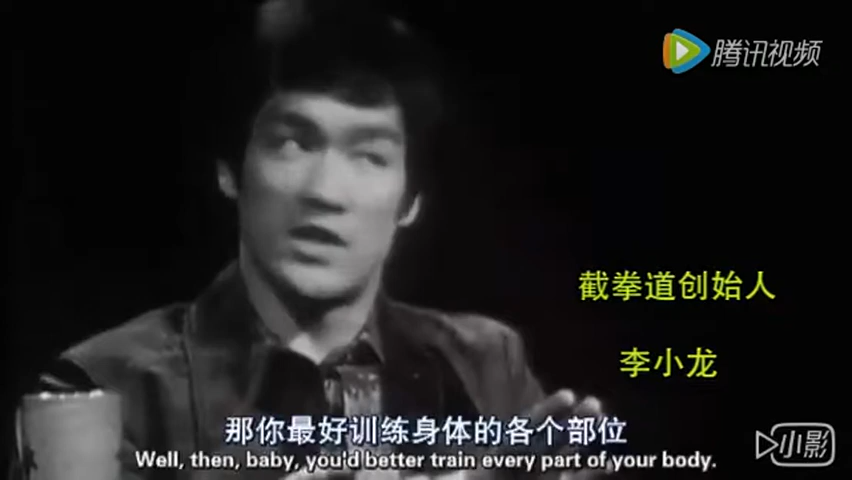 腾讯视频
截拳道创始人
李小龙
那你最好训练身体的各个部位
Well, then, baby, you'd better train every part of your body.
小影